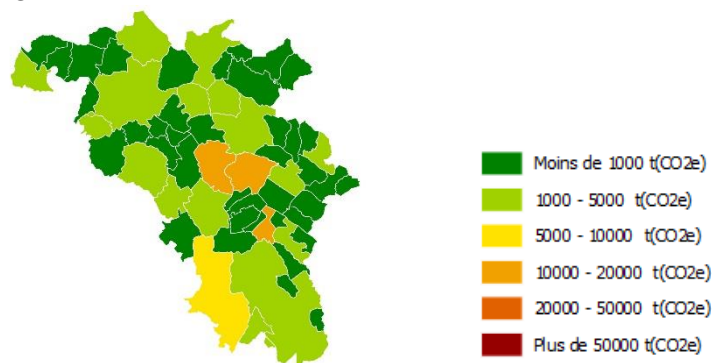 Moins de 1000 t(CO2e)
1000 - 5000 t(CO2e)
5000 - 10000 t(CO2e)
10000 - 20000 t(CO2e)
20000 - 50000 t(CO2e)
Plus de 50000 t(CO2e)